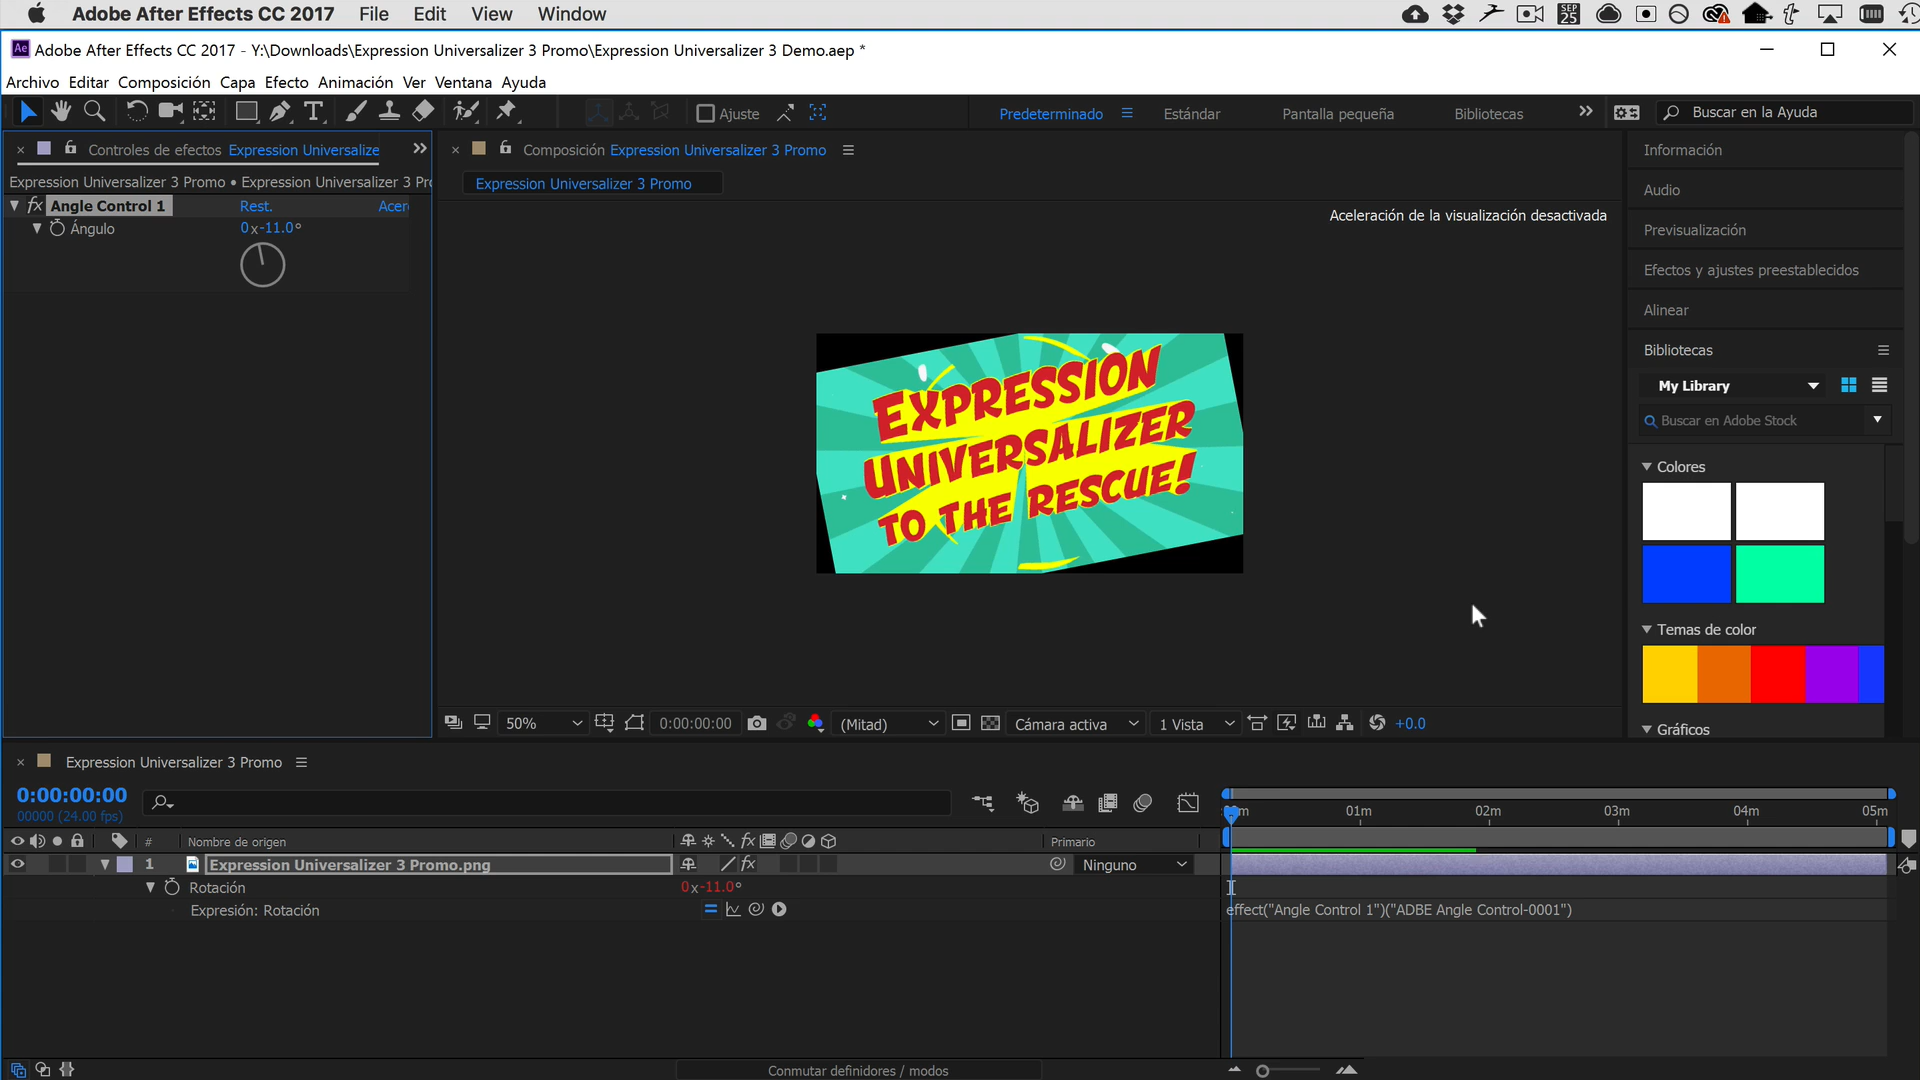 Adobe After Effects CC 2017 File Edit View Window
SEP 25
Ae Adobe After Effects CC 2017 - Y:\Downloads\Expression Universalizer 3 Promo\Expression Universalizer 3 Demo.aep *
Archivo Editar Composición Capa Efecto Animación Ver Ventana Ayuda
Ajuste
Predeterminado Estándar Pantalla pequeña Bibliotecas
Buscar en la Ayuda
Controles de efectos Expression Universalize
Expression Universalizer 3 Promo • Expression Universalizer 3 Pro
fx Angle Control 1 Rest. Acer
Ángulo 0x-11.0°
Composición Expression Universalizer 3 Promo
Expression Universalizer 3 Promo
Aceleración de la visualización desactivada
EXPRESSION
UNIVERSALIZER
TO THE RESCUE!
50% 0:00:00:00 (Mitad) Cámara activa 1 Vista +0.0
Información
Audio
Previsualización
Efectos y ajustes preestablecidos
Alinear
Bibliotecas
My Library
Buscar en Adobe Stock
Colores
Temas de color
Gráficos
Expression Universalizer 3 Promo
0:00:00:00
00000 (24.00 fps)
01m 02m 03m 04m 05m
# Nombre de origen fx Primario
1 Expression Universalizer 3 Promo.png fx Ninguno
Rotación 0x-11.0°
Expresión: Rotación effect("Angle Control 1")("ADBE Angle Control-0001")
Conmutar definidores / modos